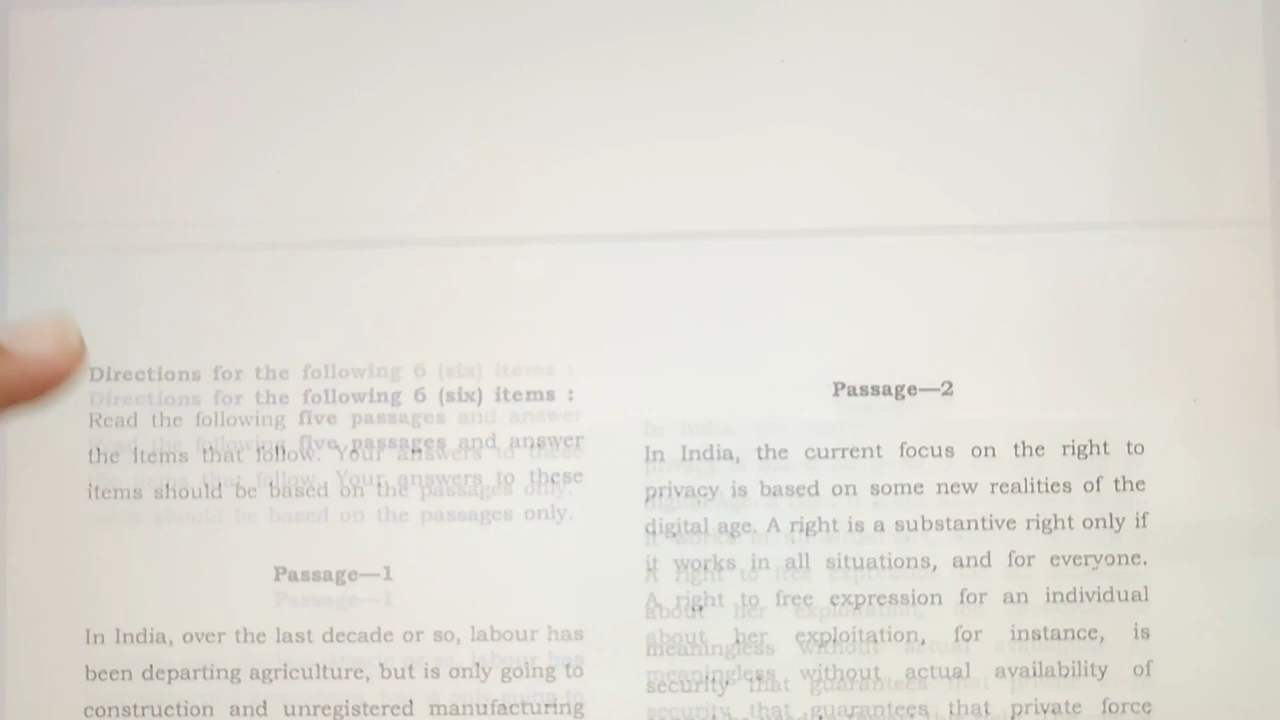 Directions for the following 6 (six) items :
Read the following five passages and answer
the items that follow. Your answers to these
items should be based on the passages only.
Passage—1
In India, over the last decade or so, labour has
been departing agriculture, but is only going to
construction and unregistered manufacturing
Passage—2
In India, the current focus on the right to
privacy is based on some new realities of the
digital age. A right is a substantive right only if
it works in all situations, and for everyone.
A right to free expression for an individual
about her exploitation, for instance, is
meaningless without actual availability of
security that guarantees that private force